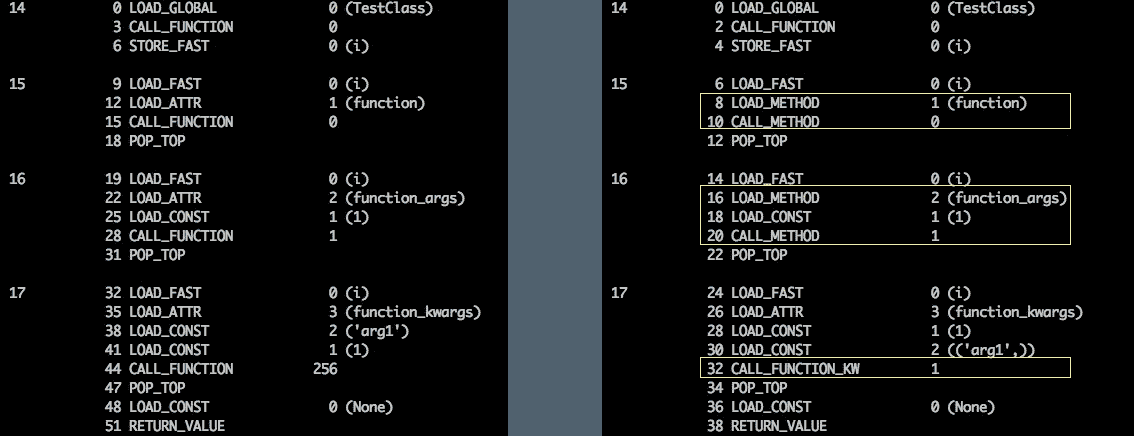 14 0 LOAD_GLOBAL 0 (TestClass)
3 CALL_FUNCTION 0
6 STORE_FAST 0 (i)
15 9 LOAD_FAST 0 (i)
12 LOAD_ATTR 1 (function)
15 CALL_FUNCTION 0
18 POP_TOP
16 19 LOAD_FAST 0 (i)
22 LOAD_ATTR 2 (function_args)
25 LOAD_CONST 1 (1)
28 CALL_FUNCTION 1
31 POP_TOP
17 32 LOAD_FAST 0 (i)
35 LOAD_ATTR 3 (function_kwargs)
38 LOAD_CONST 2 ('arg1')
41 LOAD_CONST 1 (1)
44 CALL_FUNCTION 256
47 POP_TOP
48 LOAD_CONST 0 (None)
51 RETURN_VALUE
14 0 LOAD_GLOBAL 0 (TestClass)
2 CALL_FUNCTION 0
4 STORE_FAST 0 (i)
15 6 LOAD_FAST 0 (i)
8 LOAD_METHOD 1 (function)
10 CALL_METHOD 0
12 POP_TOP
16 14 LOAD_FAST 0 (i)
16 LOAD_METHOD 2 (function_args)
18 LOAD_CONST 1 (1)
20 CALL_METHOD 1
22 POP_TOP
17 24 LOAD_FAST 0 (i)
26 LOAD_ATTR 3 (function_kwargs)
28 LOAD_CONST 1 (1)
30 LOAD_CONST 2 (('arg1',))
32 CALL_FUNCTION_KW 1
34 POP_TOP
36 LOAD_CONST 0 (None)
38 RETURN_VALUE